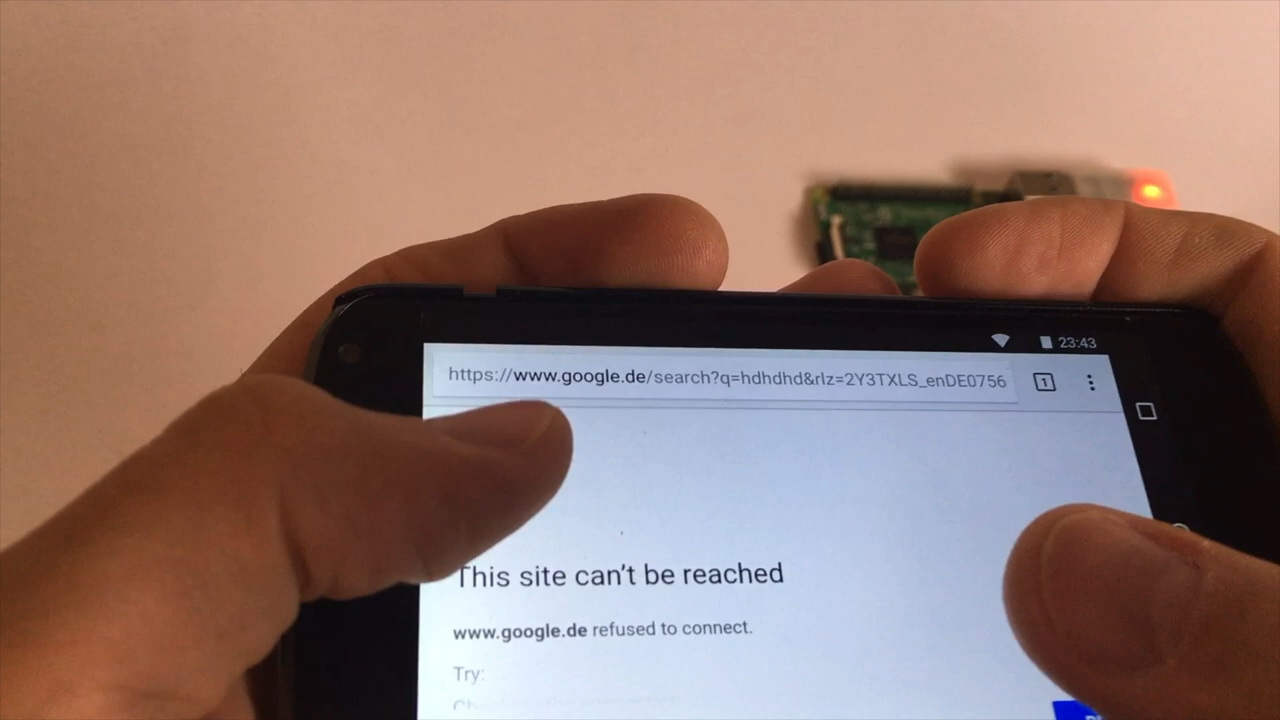 23:43
https://www.google.de/search?q=hdhdhd&rlz=2Y3TXLS_enDE0756
1
This site can't be reached
www.google.de refused to connect.
Try: